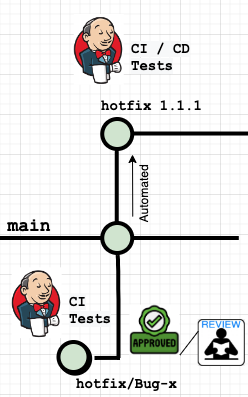 CI / CD
Tests
hotfix 1.1.1
Automated
main
CI
Tests
APPROVED
REVIEW
hotfix/Bug-x